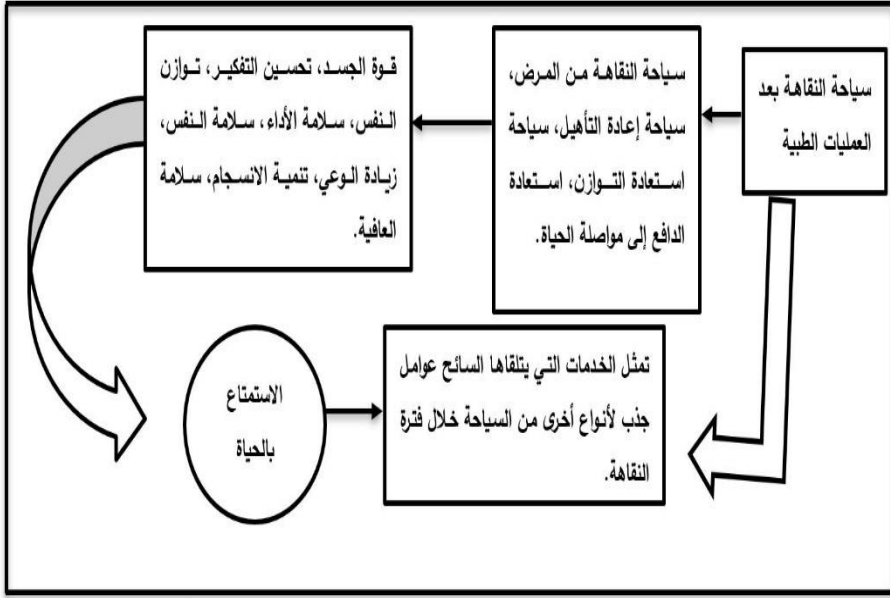 سياحة النقاهة بعد
العمليات الطبية
سياحة النقاهة من المرض،
سياحة إعادة التأهيل، سياحة
استعادة التوازن، استعادة
الدافع إلى مواصلة الحياة.
قوة الجسد، تحسين التفكير، توازن
النفس، سلامة الأداء، سلامة النفس،
زيادة الوعي، تنمية الانسجام، سلامة
العافية.
الاستمتاع
بالحياة
تمثل الخدمات التي يتلقاها السائح عوامل
جذب لأنواع أخرى من السياحة خلال فترة
النقاهة.